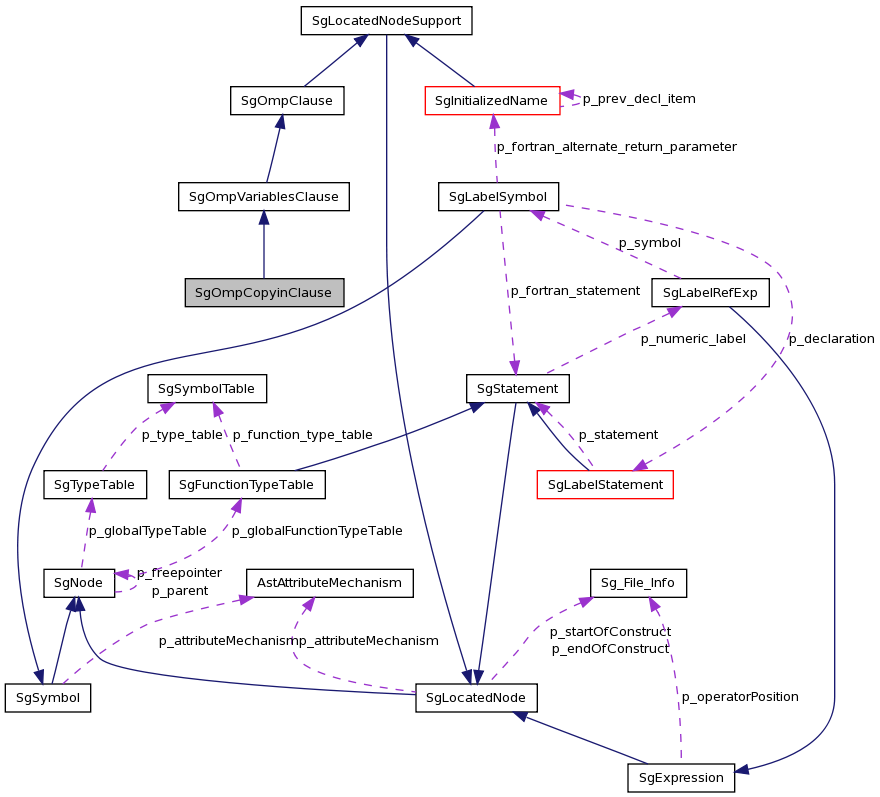 SgLocatedNodeSupport
SgOmpClause
SgInitializedName
p_prev_decl_item
p_fortran_alternate_return_parameter
SgOmpVariablesClause
SgLabelSymbol
p_symbol
SgOmpCopyinClause
p_fortran_statement
SgLabelRefExp
p_numeric_label
p_declaration
SgSymbolTable
SgStatement
p_type_table
p_function_type_table
p_statement
SgTypeTable
SgFunctionTypeTable
SgLabelStatement
p_globalTypeTable
p_globalFunctionTypeTable
SgNode
p_freepointer
p_parent
AstAttributeMechanism
Sg_File_Info
p_attributeMechanism
p_attributeMechanism
p_startOfConstruct
p_endOfConstruct
SgSymbol
SgLocatedNode
p_operatorPosition
SgExpression